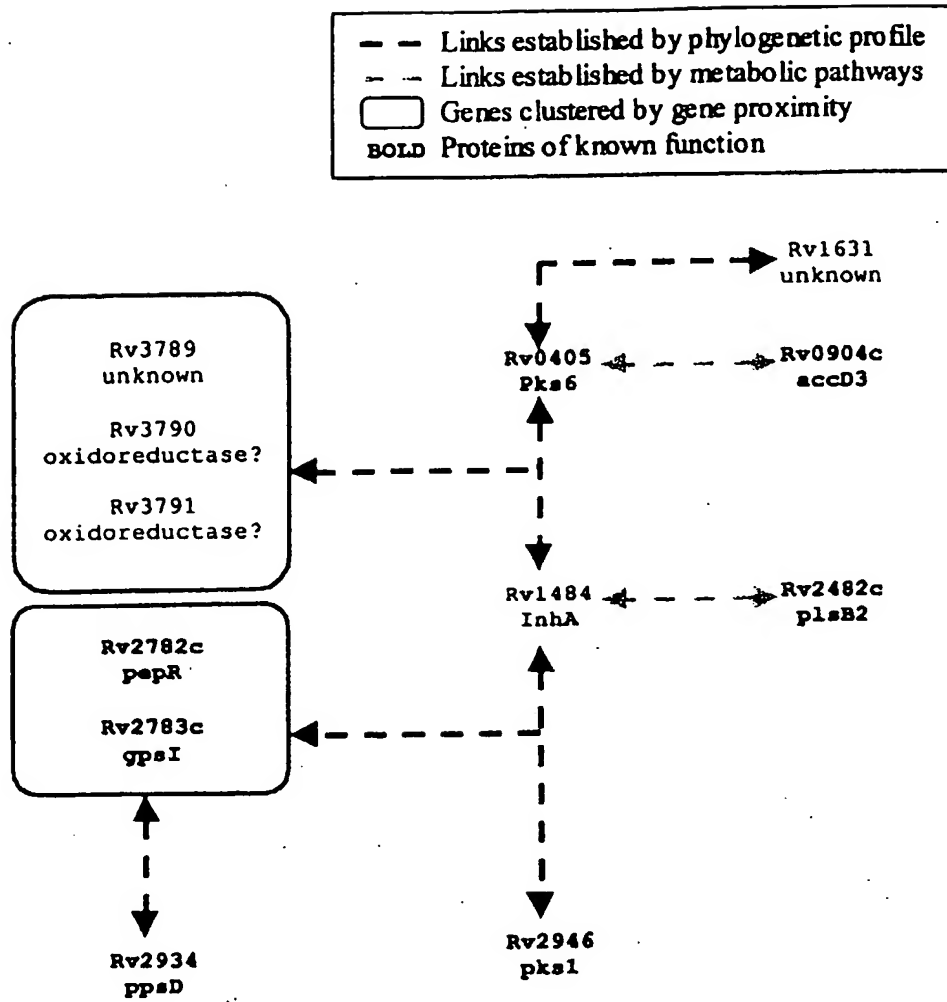 Links established by phylogenetic profile
Links established by metabolic pathways
Genes clustered by gene proximity
BOLD Proteins of known function
Rv1631
unknown
Rv3789
unknown
Rv3790
oxidoreductase?
Rv3791
oxidoreductase?
Rv0405
Pks6
Rv0904c
accD3
Rv1484
InhA
Rv2482c
plsB2
Rv2782c
pepR
Rv2783c
gpsI
Rv2934
ppsD
Rv2946
pks1